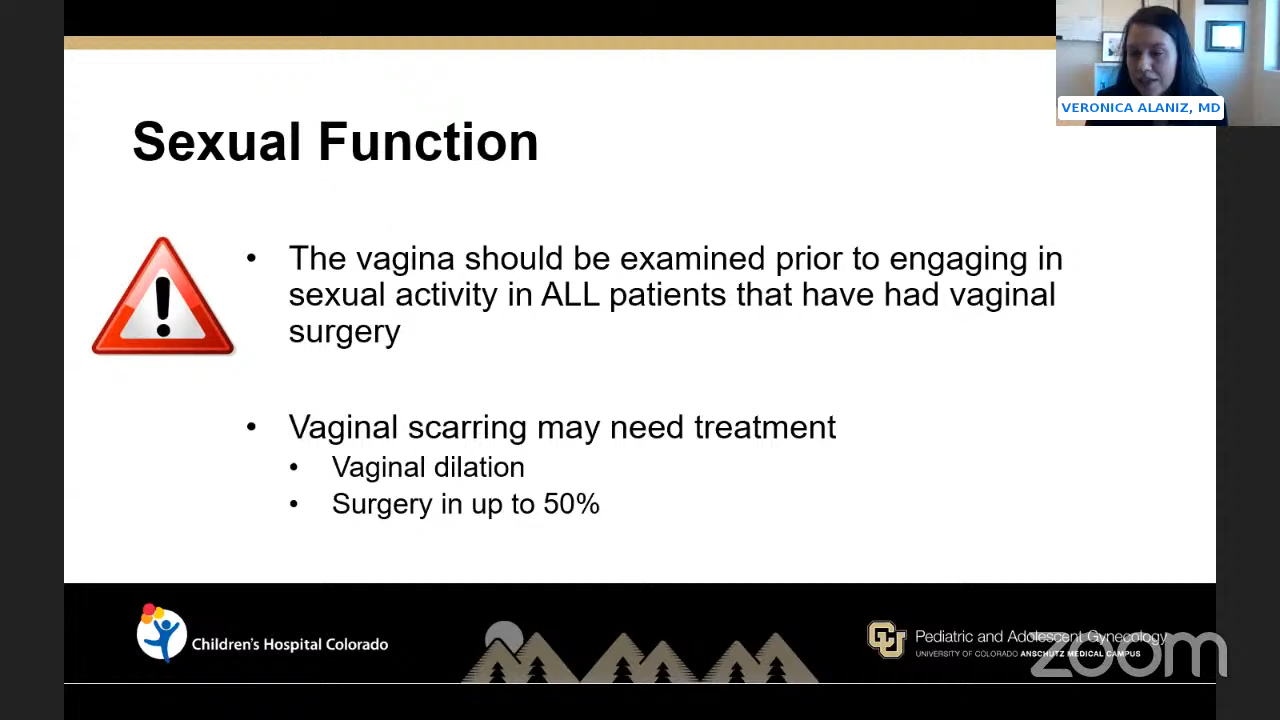 VERONICA ALANIZ, MD
Sexual Function
• The vagina should be examined prior to engaging in
sexual activity in ALL patients that have had vaginal
surgery
• Vaginal scarring may need treatment
• Vaginal dilation
• Surgery in up to 50%
Children's Hospital Colorado
CU
Pediatric and Adolescent Gynecology
UNIVERSITY OF COLORADO ANSCHUTZ MEDICAL CAMPUS
zoom